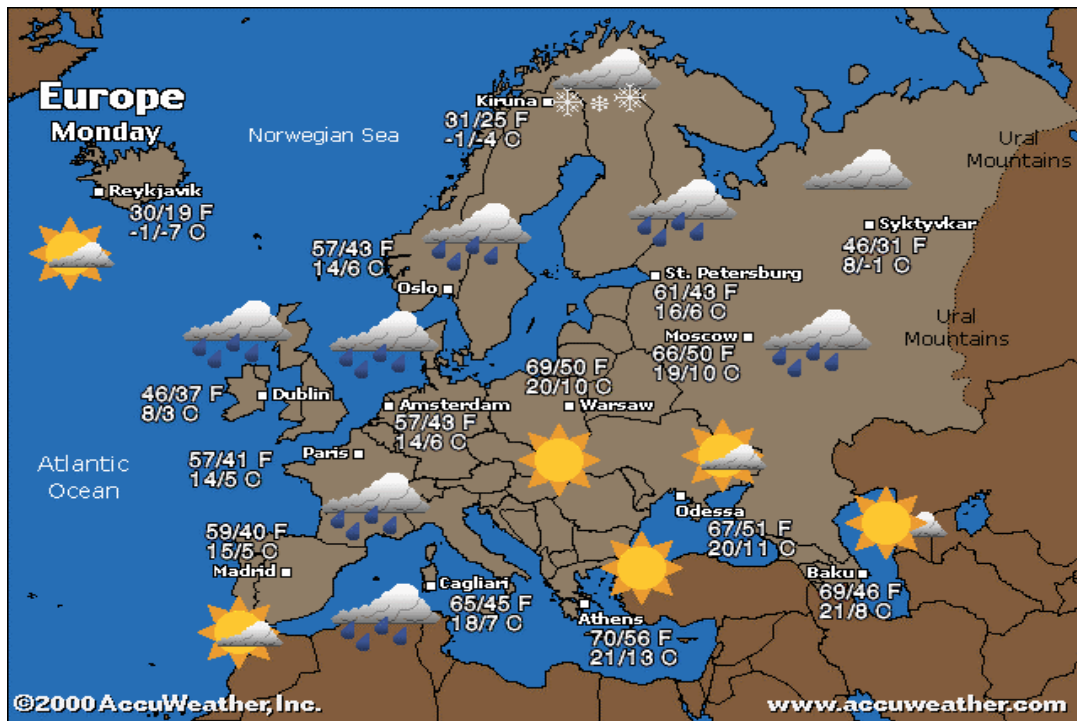 Europe
Monday
Norwegian Sea
Kiruna
31/25 F
-1/-4 C
Ural
Mountains
Reykjavik
30/19 F
-1/-7 C
Syktyvkar
46/31 F
8/-1 C
57/43 F
14/6 C
Oslo
St. Petersburg
61/43 F
16/6 C
Ural
Mountains
Moscow
66/50 F
19/10 C
69/50 F
20/10 C
Warsaw
46/37 F
8/3 C
Dublin
Amsterdam
57/43 F
14/6 C
Atlantic
Ocean
57/41 F
14/5 C
Paris
Odessa
67/51 F
20/11 C
59/40 F
15/5 C
Madrid
Cagliari
65/45 F
18/7 C
Baku
69/46 F
21/8 C
Athens
70/56 F
21/13 C
©2000 AccuWeather, Inc.
www.accuweather.com